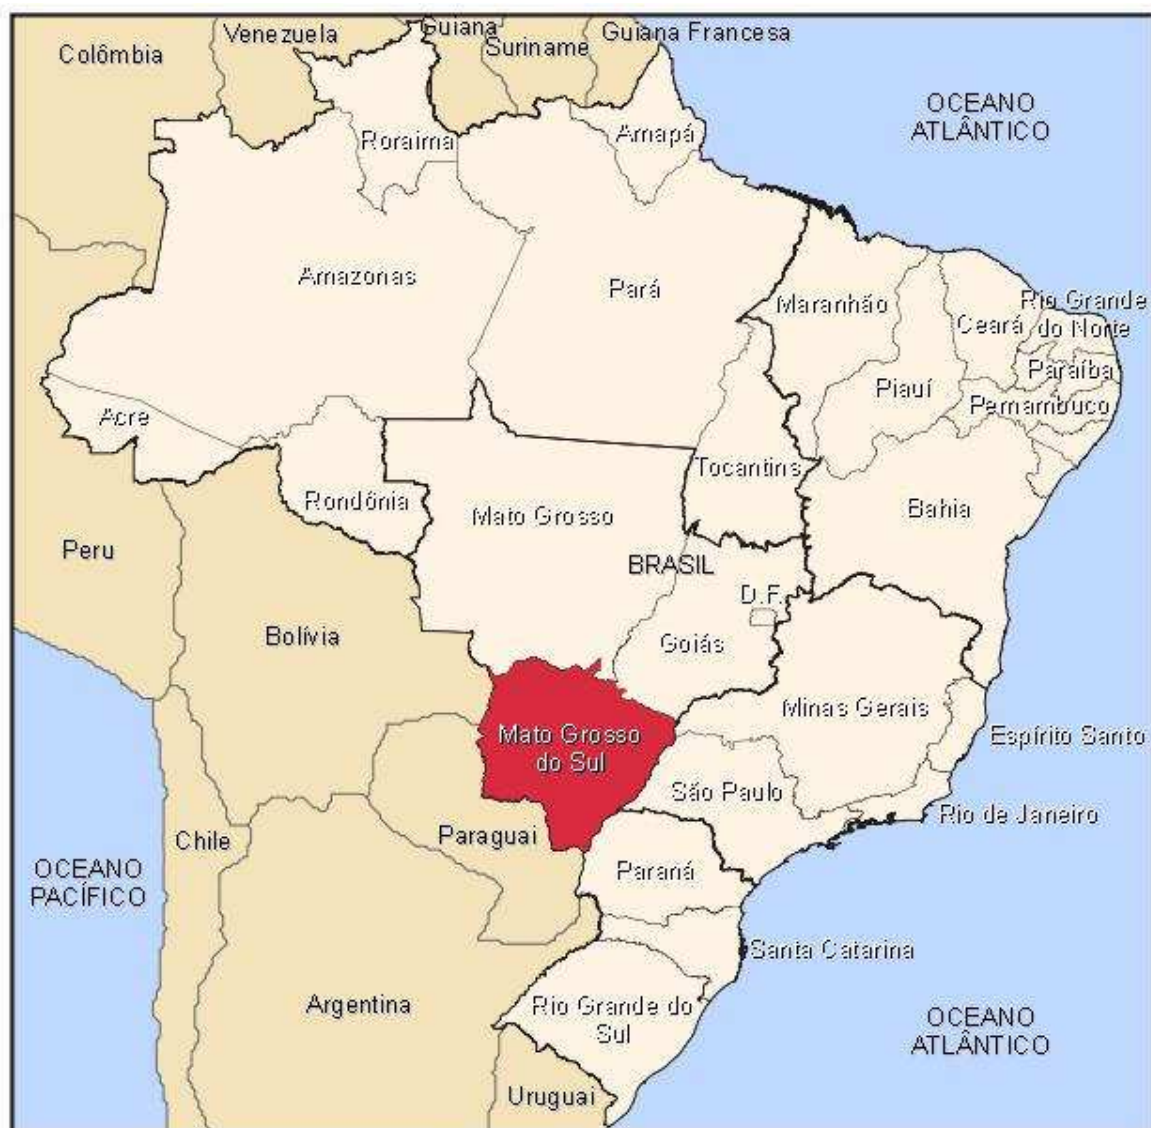 Guiana
Venezuela
Guiana Francesa
Suriname
Colômbia
OCEANO
ATLÂNTICO
Roraima
Amapá
Amazonas
Pará
Maranhão
Rio Grande
do Norte
Ceará
Paraíba
Piauí
Pernambuco
Acre
Tocantins
Rondônia
Mato Grosso
Bahia
Peru
BRASIL
D.F.
Bolívia
Goiás
Minas Gerais
Mato Grosso
do Sul
Espírito Santo
São Paulo
Rio de Janeiro
Chile
Paraguai
OCEANO
PACÍFICO
Paraná
Santa Catarina
Argentina
Rio Grande do
Sul
OCEANO
ATLÂNTICO
Uruguai